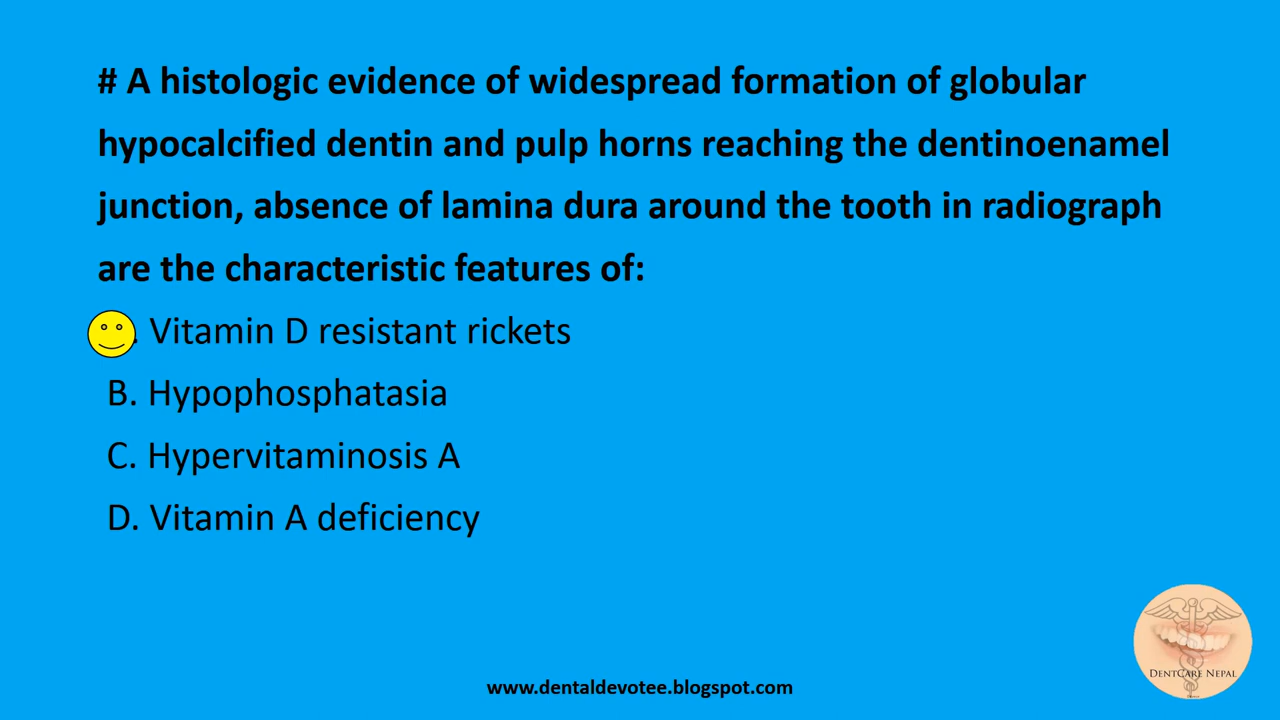 # A histologic evidence of widespread formation of globular
hypocalcified dentin and pulp horns reaching the dentinoenamel
junction, absence of lamina dura around the tooth in radiograph
are the characteristic features of:
. Vitamin D resistant rickets
B. Hypophosphatasia
C. Hypervitaminosis A
D. Vitamin A deficiency
DENTCARE NEPAL
www.dentaldevotee.blogspot.com